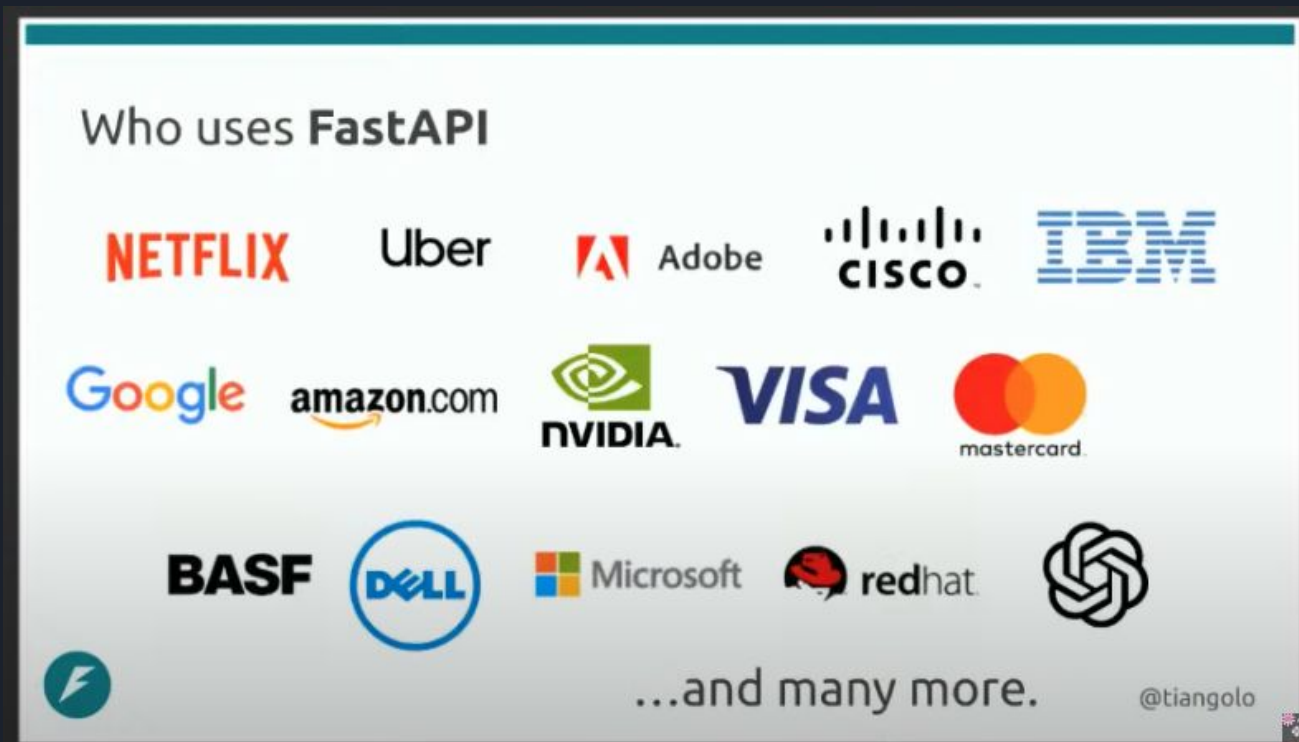 Who uses FastAPI
NETFLIX Uber Adobe CISCO IBM
Google amazon.com NVIDIA. VISA mastercard.
BASF DELL Microsoft redhat.
...and many more.
@tiangolo